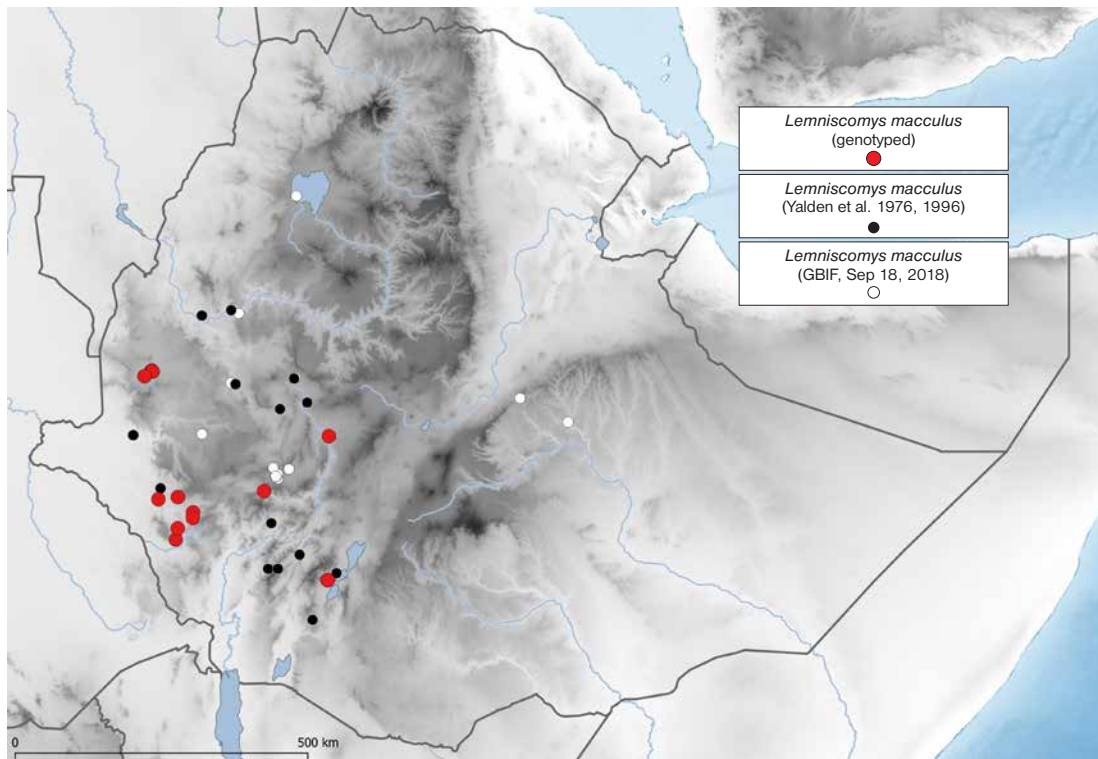 Lemniscomys macculus
(genotyped)
Lemniscomys macculus
(Yalden et al. 1976, 1996)
Lemniscomys macculus
(GBIF, Sep 18, 2018)
0 500 km